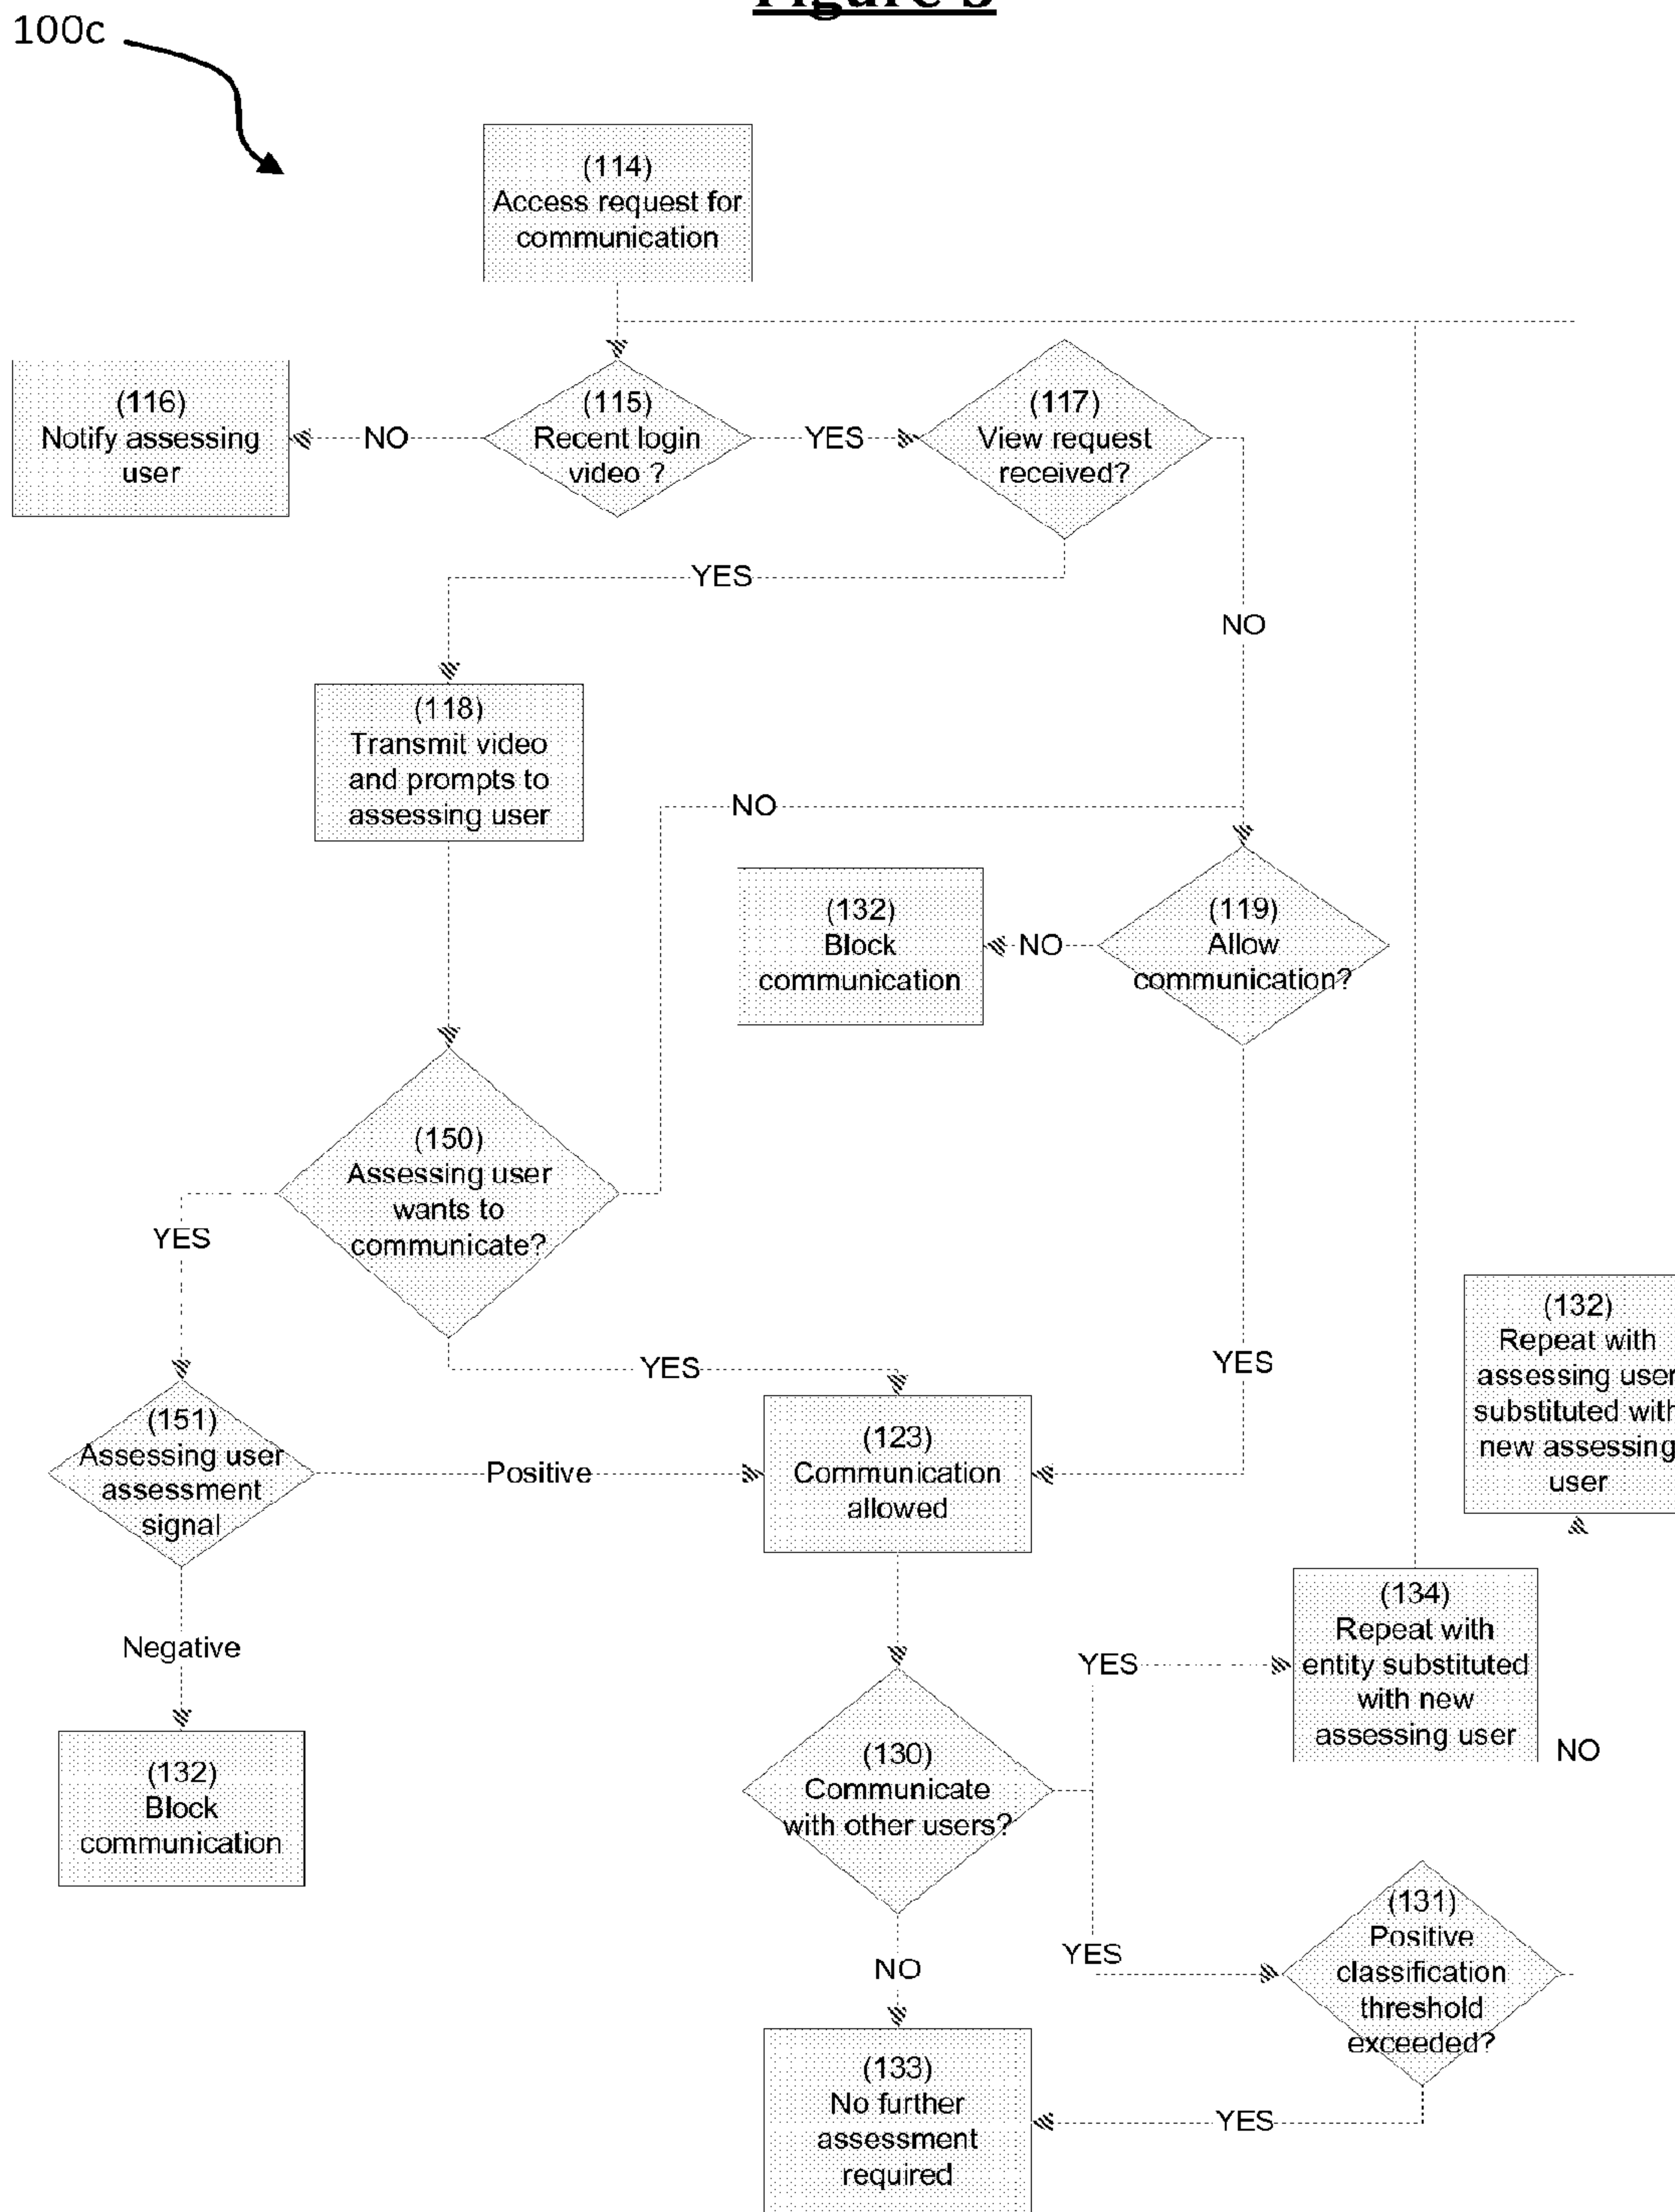 100c
(114)
Access request for
communication
(116)
Notify assessing
user
NO
(115)
Recent login
video ?
YES
(117)
View request
received?
YES
NO
(118)
Transmit video
and prompts to
assessing user
NO
(132)
Block
communication
NO
(119)
Allow
communication?
(150)
Assessing user
wants to
communicate?
YES
YES
YES
(132)
Repeat with
assessing user
substituted with
new assessing
user
(151)
Assessing user
assessment
signal
Positive
(123)
Communication
allowed
Negative
(134)
Repeat with
entity substituted
with new
assessing user
YES
NO
(132)
Block
communication
(130)
Communicate
with other users?
(131)
Positive
classification
threshold
exceeded?
YES
NO
(133)
No further
assessment
required
YES